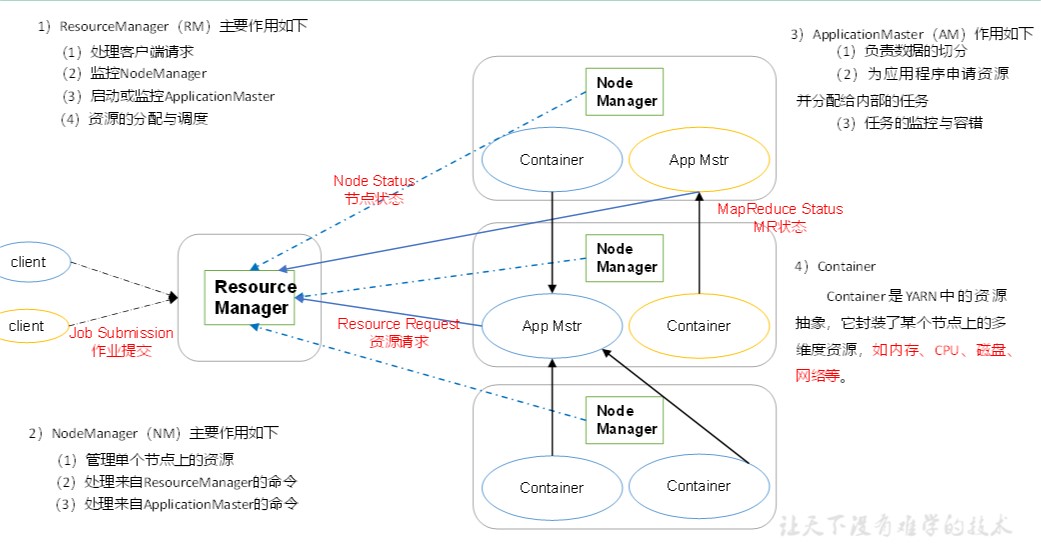 1）ResourceManager（RM）主要作用如下
（1）处理客户端请求
（2）监控NodeManager
（3）启动或监控ApplicationMaster
（4）资源的分配与调度
3）ApplicationMaster（AM）作用如下
（1）负责数据的切分
（2）为应用程序申请资源
并分配给内部的任务
（3）任务的监控与容错
Node
Manager
Container
App Mstr
Node Status
节点状态
MapReduce Status
MR状态
client
client
Job Submission
作业提交
Resource
Manager
Resource Request
资源请求
Node
Manager
App Mstr
Container
4）Container
Container是YARN中的资源
抽象，它封装了某个节点上的多
维度资源，如内存、CPU、磁盘、
网络等。
2）NodeManager（NM）主要作用如下
（1）管理单个节点上的资源
（2）处理来自ResourceManager的命令
（3）处理来自ApplicationMaster的命令
Node
Manager
Container
Container
让天下没有难学的技术